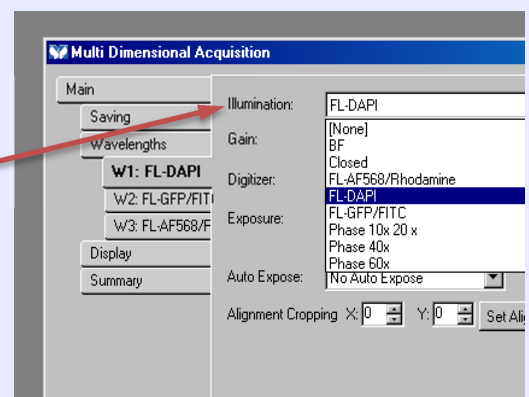 Multi Dimensional Acquisition
Main
Saving
Wavelengths
W1: FL-DAPI
W2: FL-GFP/FIT
W3: FL-AF568/F
Display
Summary
Illumination:
FL-DAPI
[None]
BF
Closed
FL-AF568/Rhodamine
FL-DAPI
FL-GFP/FITC
Phase 10x 20 x
Phase 40x
Phase 60x
Gain:
Digitizer:
Exposure:
Auto Expose:
No Auto Expose
Alignment Cropping X: 0 Y: 0 Set Ali